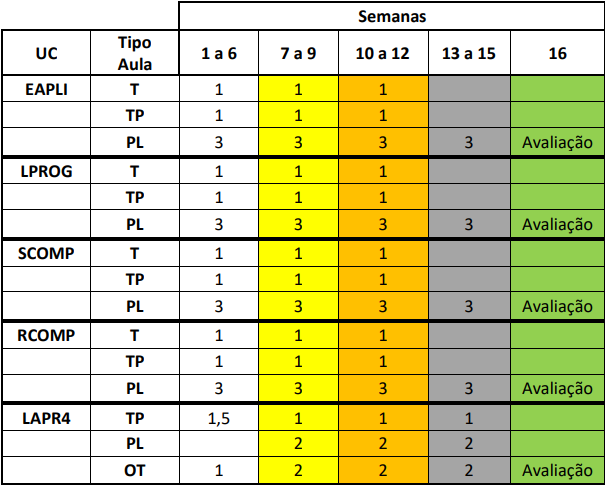 Semanas
UC Tipo Aula 1 a 6 7 a 9 10 a 12 13 a 15 16
EAPLI T 1 1 1
TP 1 1 1
PL 3 3 3 3 Avaliação
LPROG T 1 1 1
TP 1 1 1
PL 3 3 3 3 Avaliação
SCOMP T 1 1 1
TP 1 1 1
PL 3 3 3 3 Avaliação
RCOMP T 1 1 1
TP 1 1 1
PL 3 3 3 3 Avaliação
LAPR4 TP 1,5 1 1 1
PL 2 2 2
OT 1 2 2 2 Avaliação